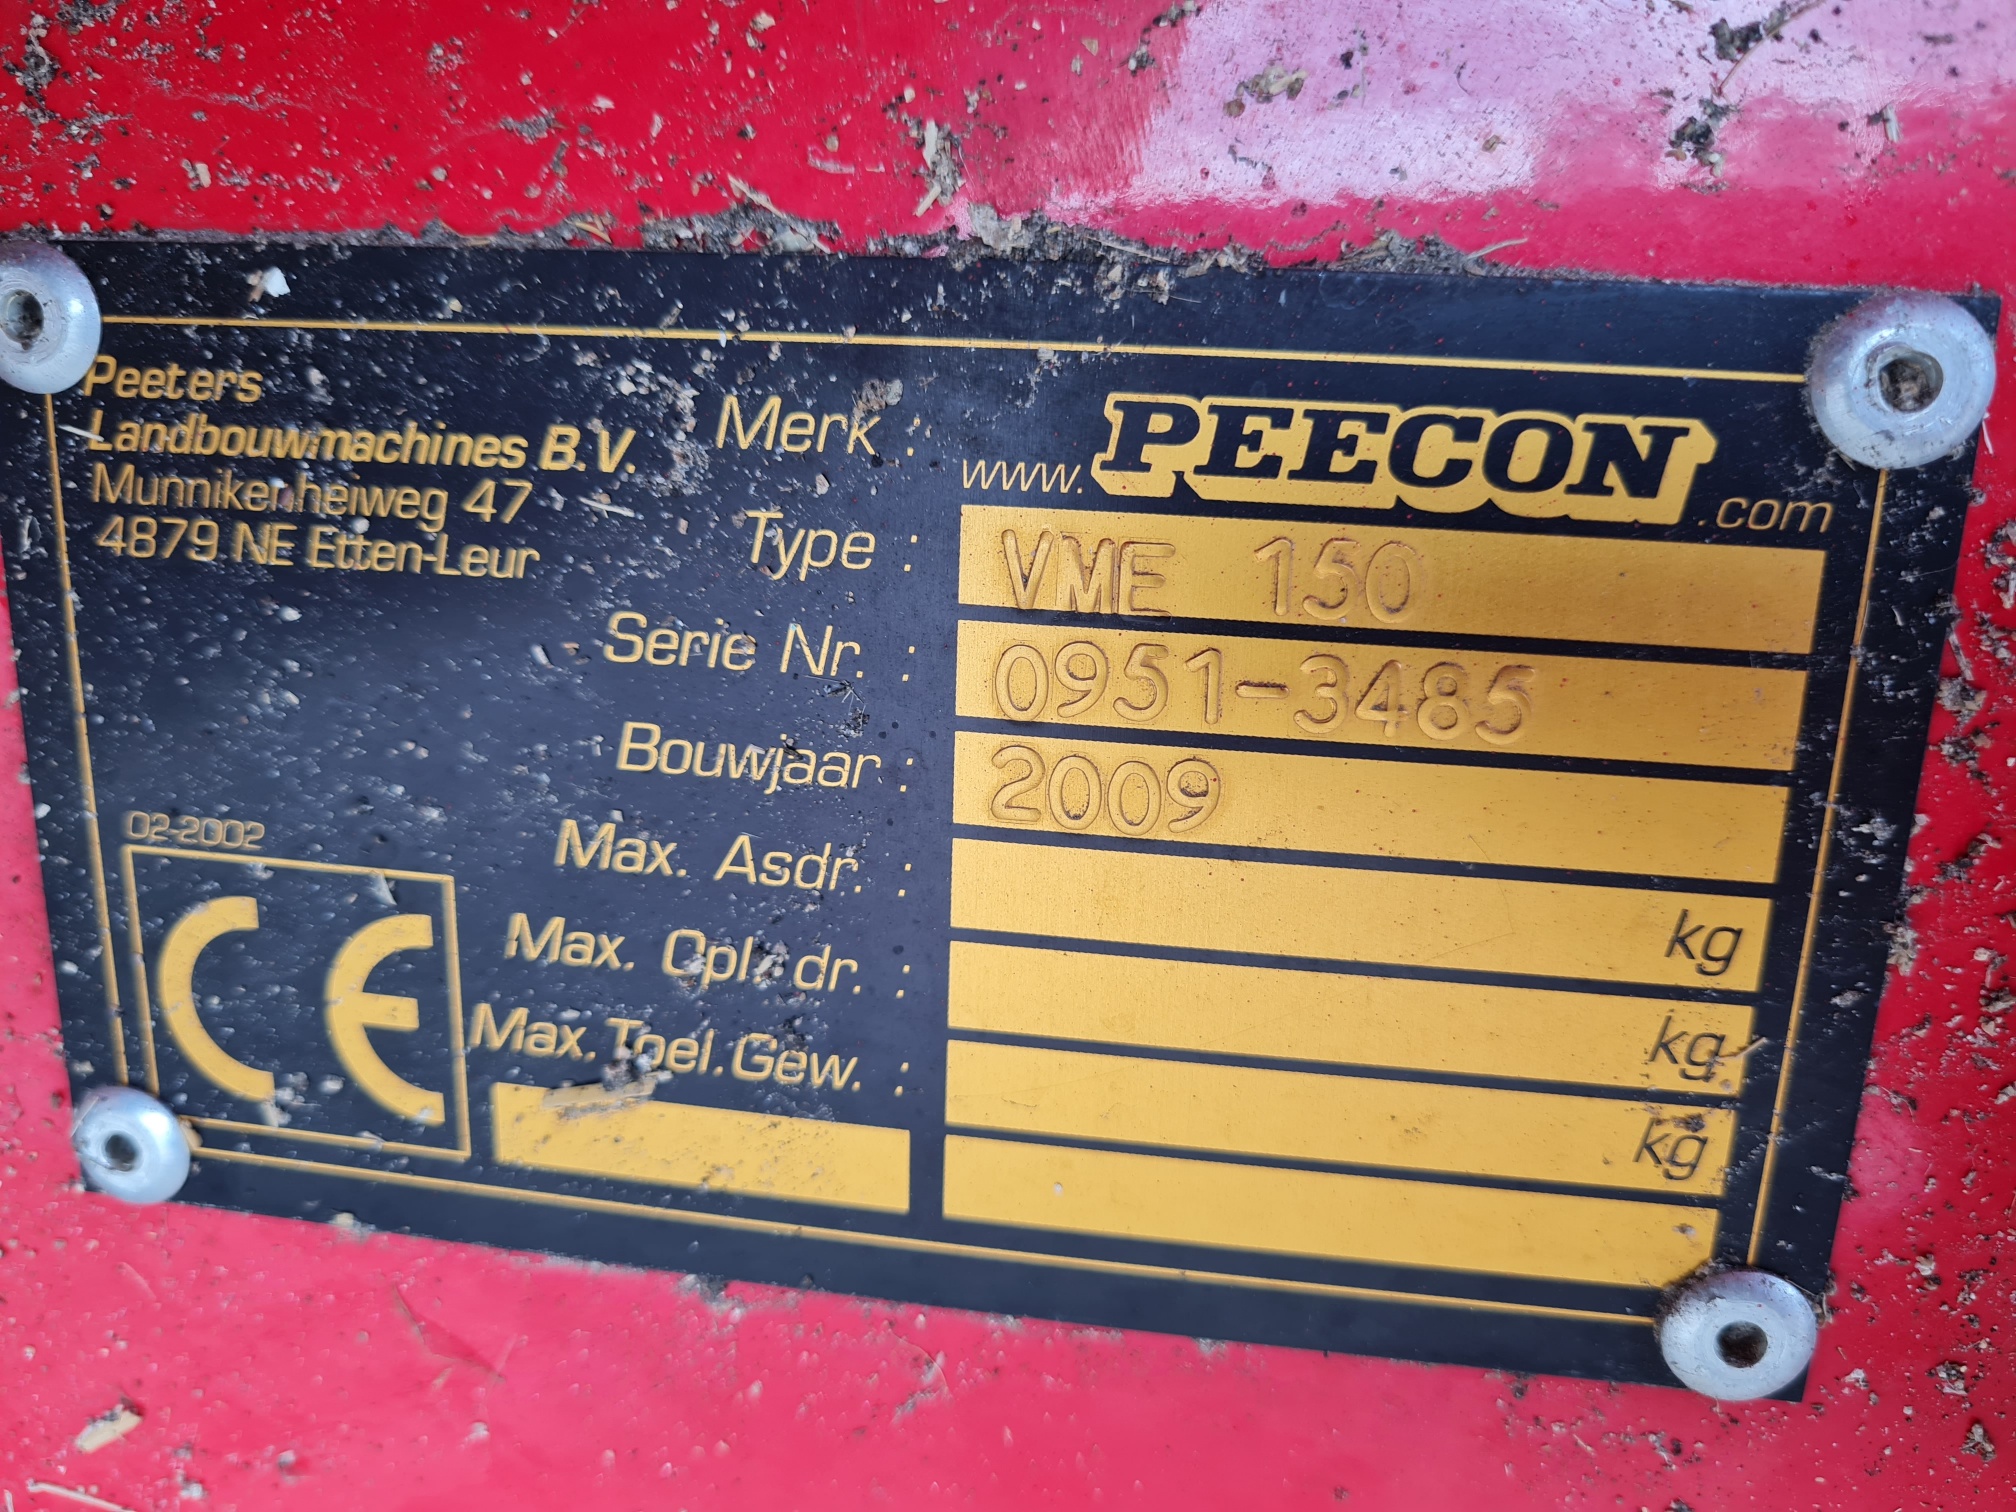 Peeters
Landbouwmachines B.V.
Munnikenheiweg 47
4879 NE Etten-Leur
Merk : www.PEECON.com
Type : VME 150
Serie Nr. : 0951-3485
Bouwjaar : 2009
Max. Asdr. : kg
Max. Opl. dr. : kg
Max. Toel. Gew. : kg
02-2002
CE